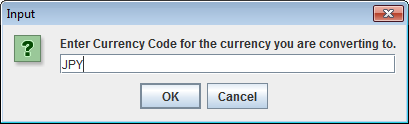 Input
?
Enter Currency Code for the currency you are converting to.
JPY
OK Cancel